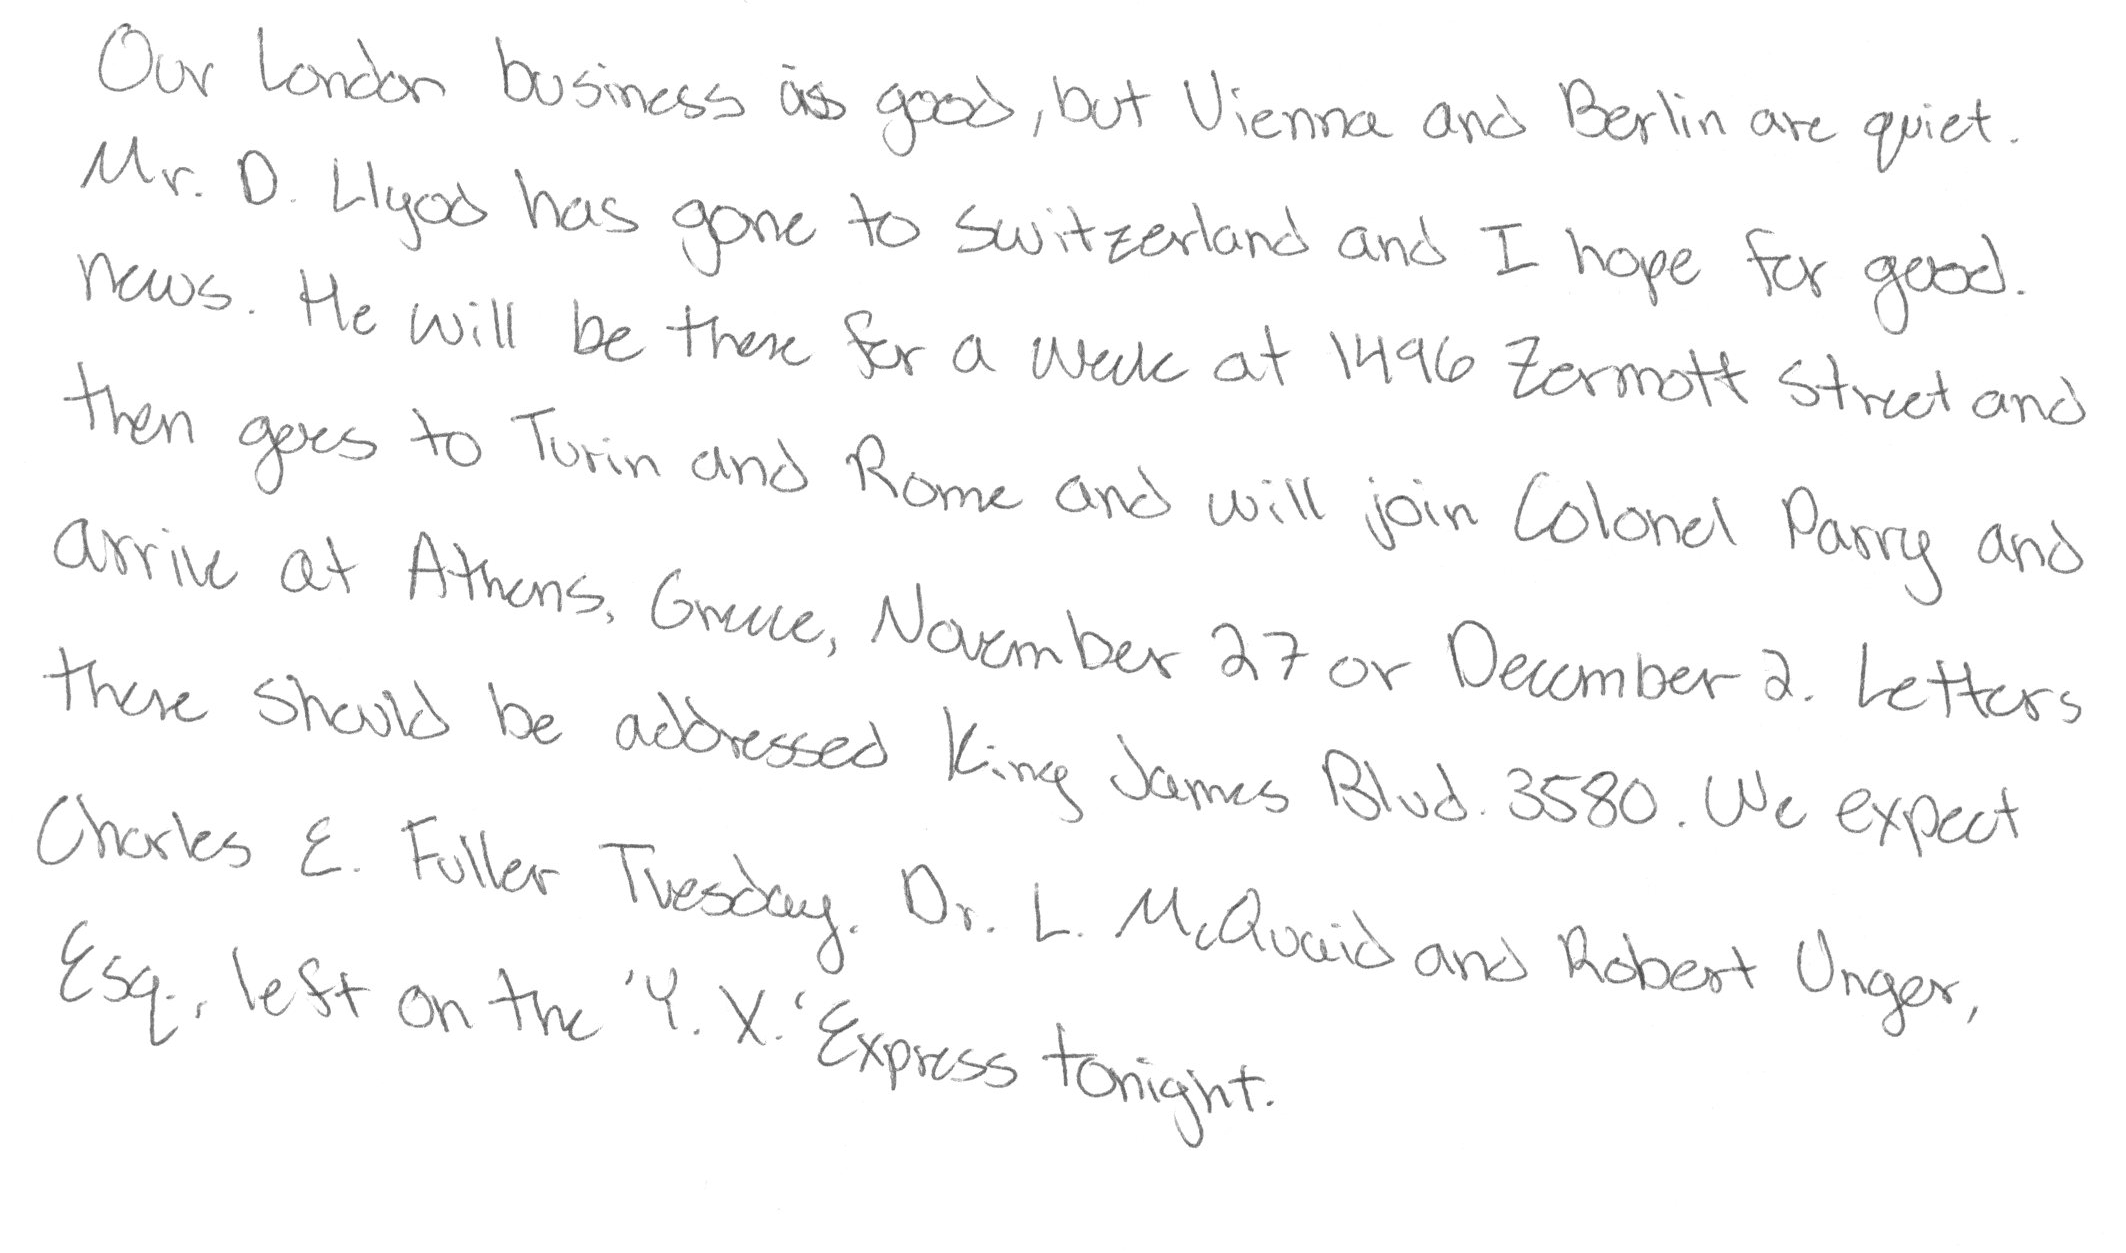 Our London business is good, but Vienna and Berlin are quiet.
Mr. D. Llyod has gone to Switzerland and I hope for good.
news. He will be there for a week at 1496 Zermott Street and
then goes to Turin and Rome and will join Colonel Parry and
arrive at Athens, Greece, November 27 or December 2. Letters
there should be addressed King James Blvd. 3580. We expect
Charles E. Fuller Tuesday. Dr. L. McQuaid and Robert Unger,
Esq., left on the 'Y. X.' Express tonight.